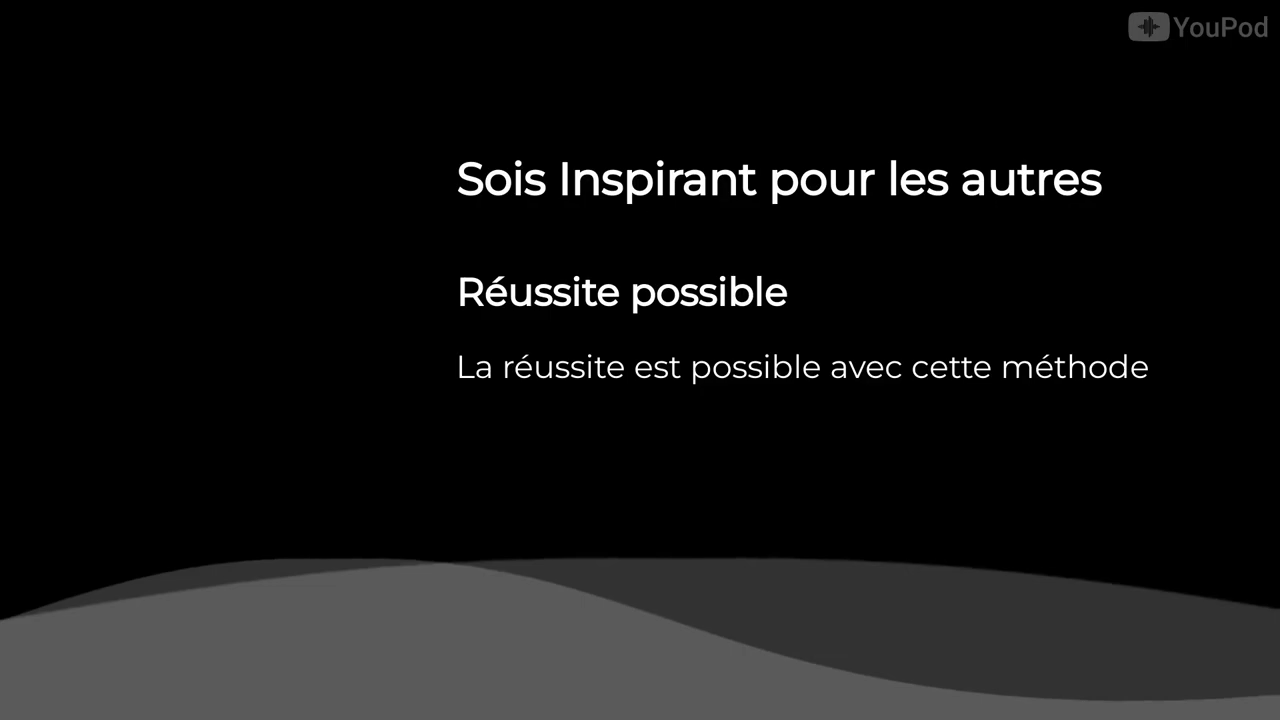 YouPod
Sois Inspirant pour les autres
Réussite possible
La réussite est possible avec cette méthode